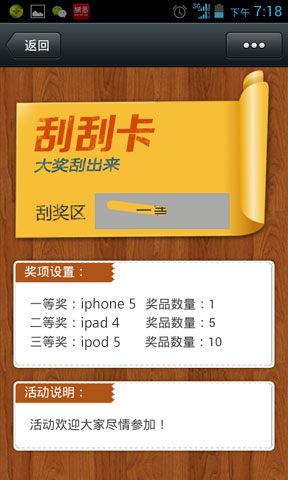 3G
下午 7:18
返回
刮刮卡
大奖刮出来
刮奖区
奖项设置：
一等奖：iphone 5 奖品数量：1
二等奖：ipad 4 奖品数量：5
三等奖：ipod 5 奖品数量：10
活动说明：
活动欢迎大家尽情参加！